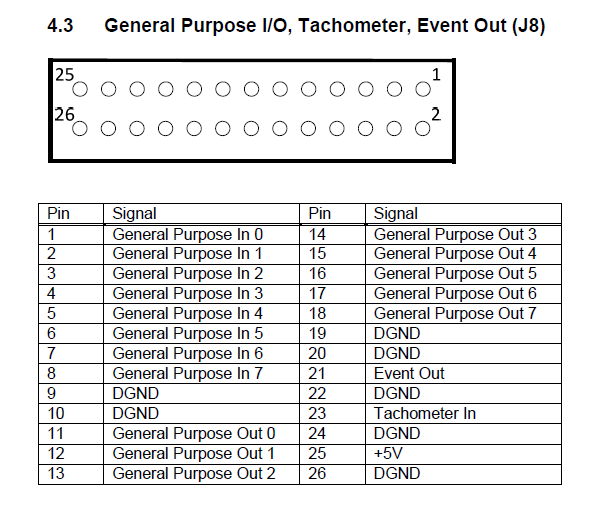 4.3 General Purpose I/O, Tachometer, Event Out (J8)
25 1
26 2
Pin Signal Pin Signal
1 General Purpose In 0 14 General Purpose Out 3
2 General Purpose In 1 15 General Purpose Out 4
3 General Purpose In 2 16 General Purpose Out 5
4 General Purpose In 3 17 General Purpose Out 6
5 General Purpose In 4 18 General Purpose Out 7
6 General Purpose In 5 19 DGND
7 General Purpose In 6 20 DGND
8 General Purpose In 7 21 Event Out
9 DGND 22 DGND
10 DGND 23 Tachometer In
11 General Purpose Out 0 24 DGND
12 General Purpose Out 1 25 +5V
13 General Purpose Out 2 26 DGND